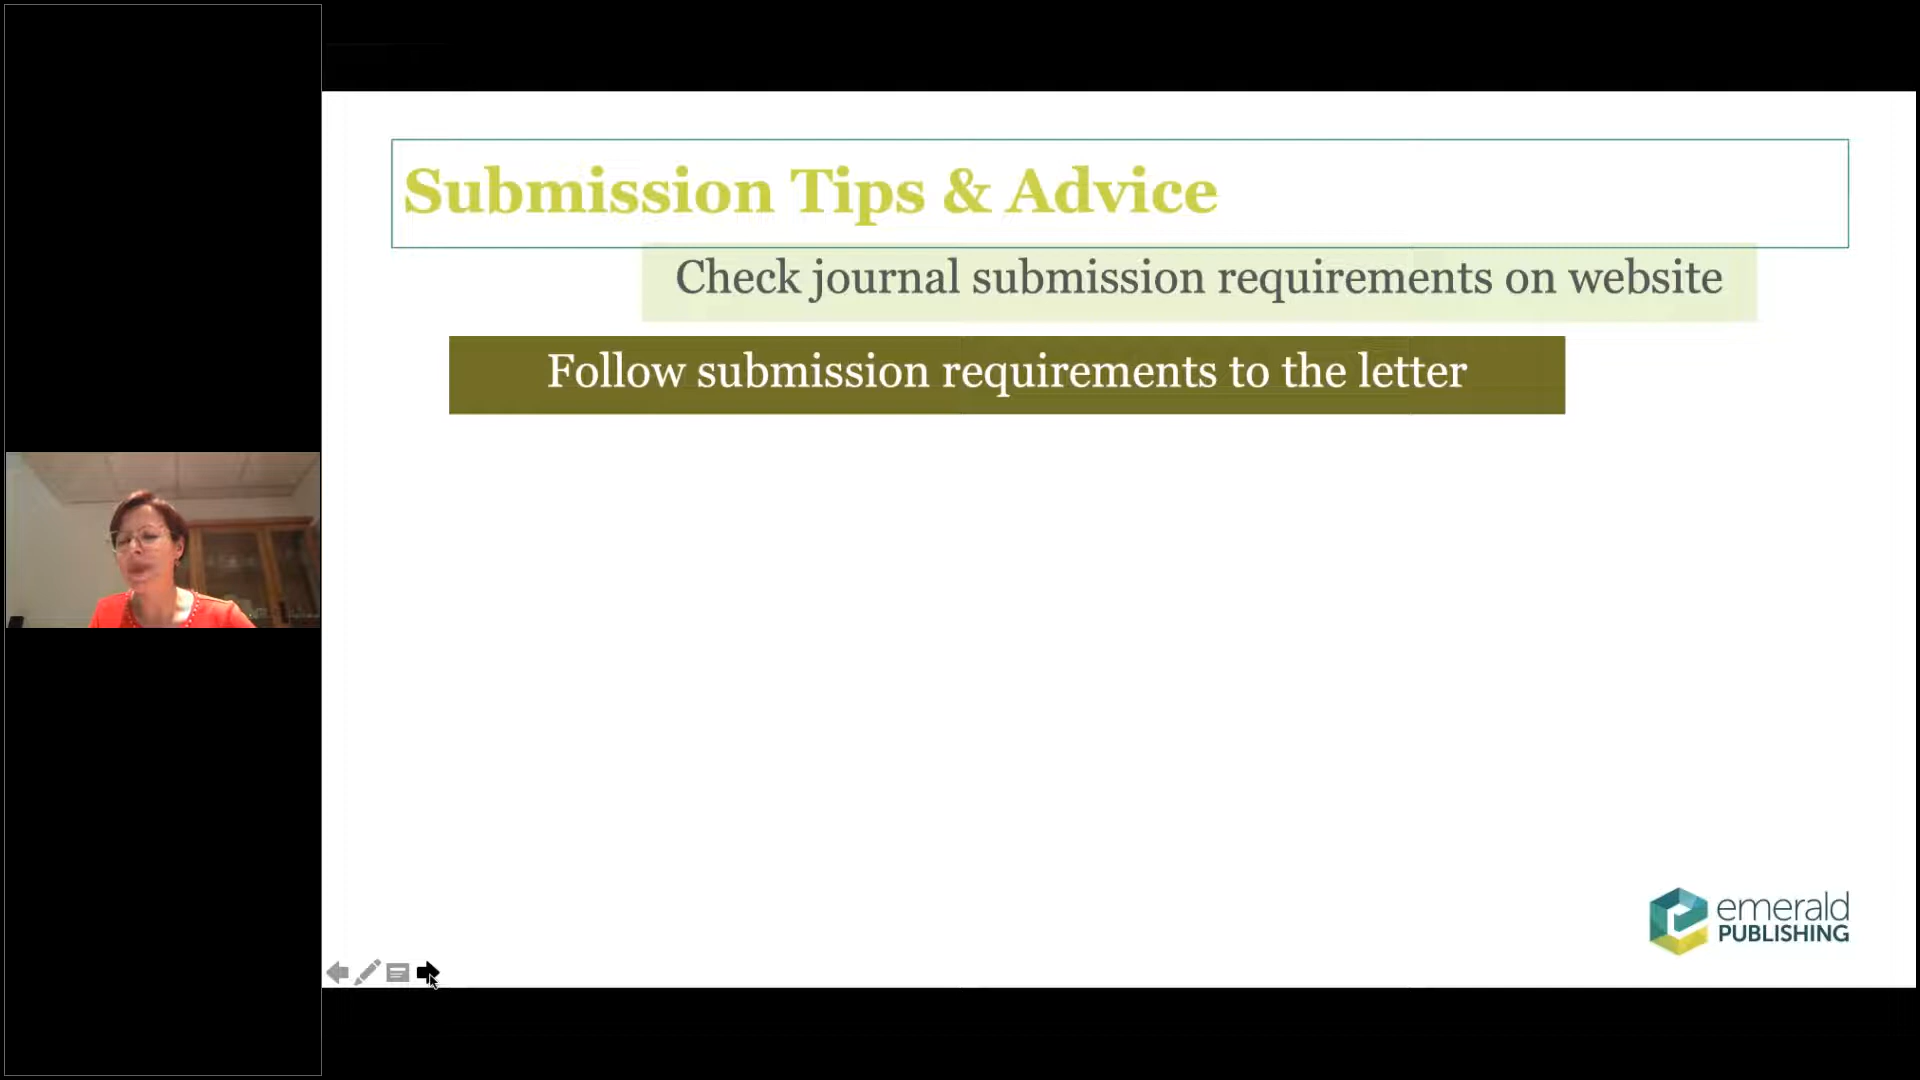 Submission Tips & Advice
Check journal submission requirements on website
Follow submission requirements to the letter
emerald
PUBLISHING